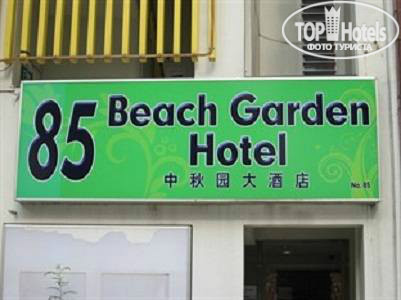 TOP Hotels
ФОТО ТУРИСТА
85 Beach Garden
Hotel
中秋园大酒店
No. 85